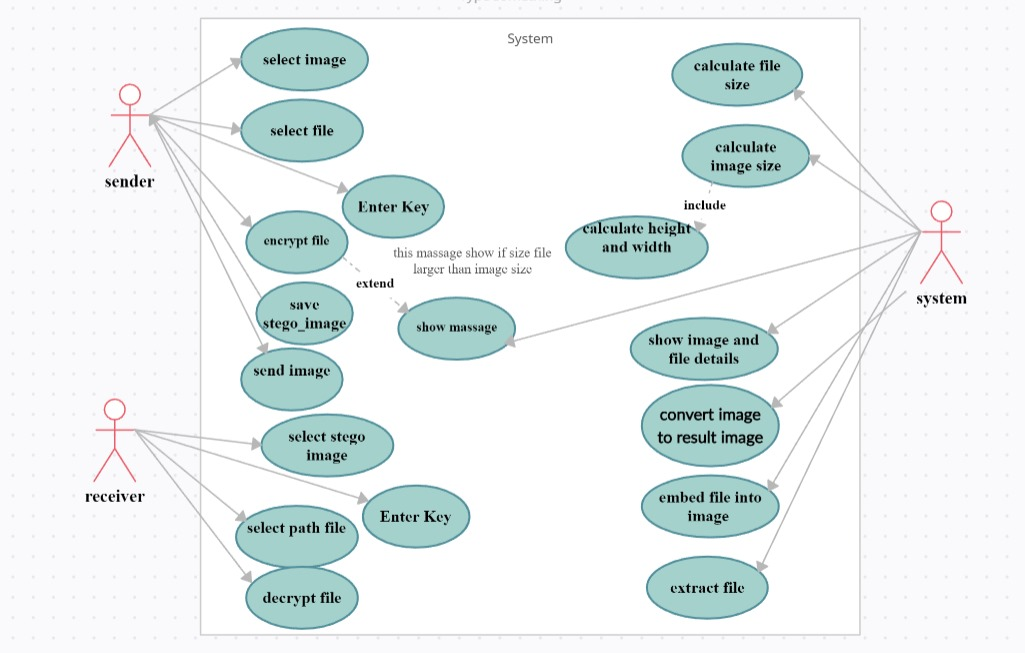 System
select image
calculate file
size
select file
calculate
image size
sender
Enter Key
include
encrypt file
calculate height
and width
this massage show if size file
larger than image size
extend
system
save
stego_image
show massage
show image and
file details
send image
convert image
to result image
select stego
image
receiver
Enter Key
embed file into
image
select path file
decrypt file
extract file